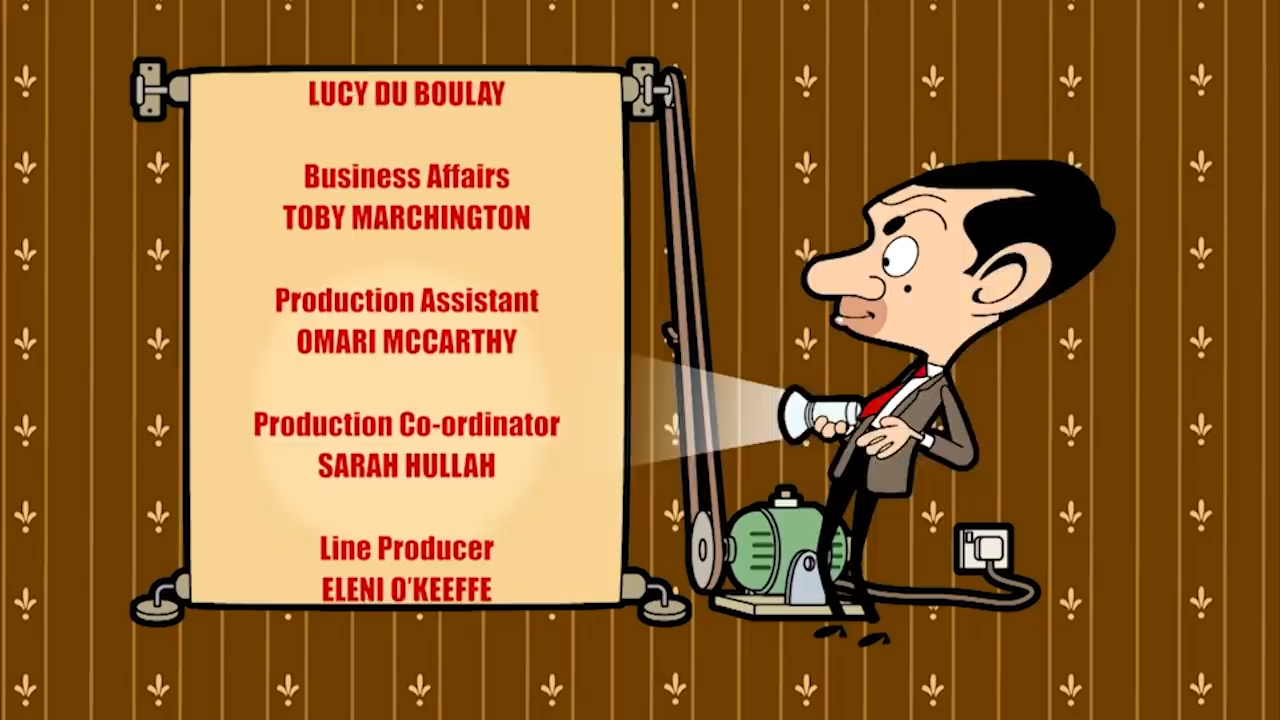 LUCY DU BOULAY
Business Affairs
TOBY MARCHINGTON
Production Assistant
OMARI MCCARTHY
Production Co-ordinator
SARAH HULLAH
Line Producer
ELENI O'KEEFFE